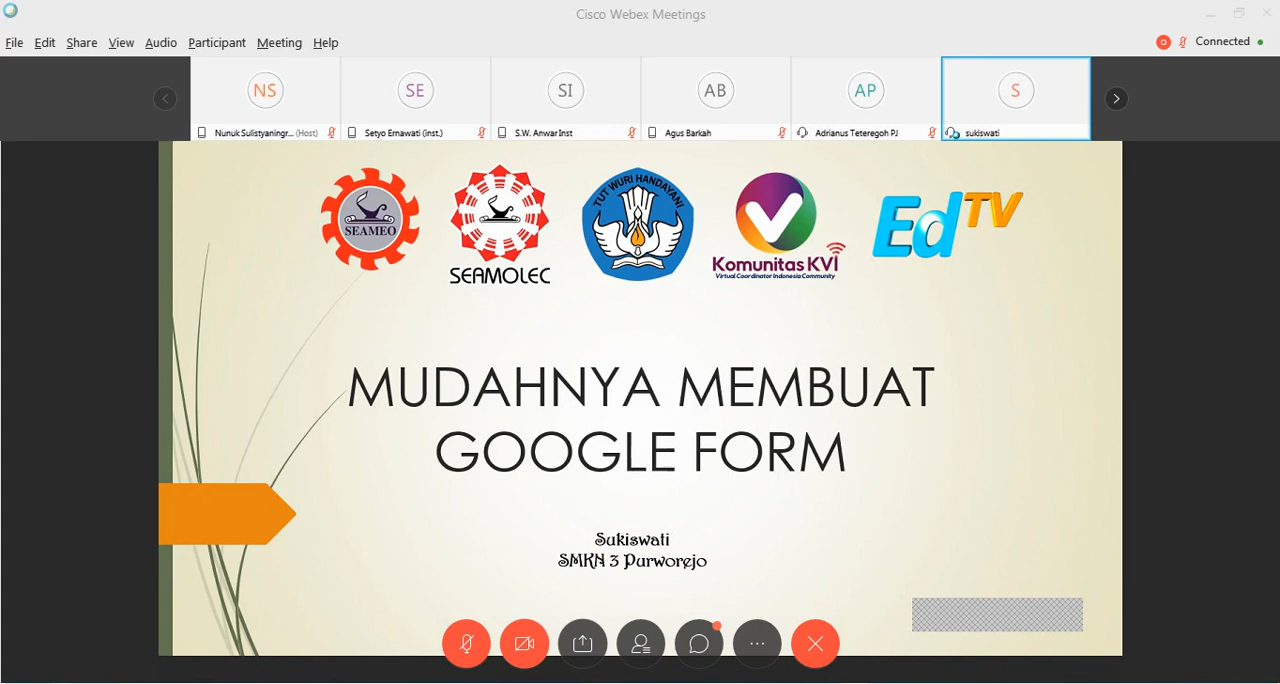 Cisco Webex Meetings
File Edit Share View Audio Participant Meeting Help
Connected
NS
SE
SI
AB
AP
S
Nunuk Sulistyaningr... (Host)
Setyo Ernawati (inst.)
S.W. Anwar Inst
Agus Barkah
Adrianus Teteregoh PJ
sukiswati
SEAMEO
SEAMOLEC
TUT WURI HANDAYANI
Komunitas KVI
Virtual Coordinator Indonesia Community
Ed TV
MUDAHNYA MEMBUAT
GOOGLE FORM
Sukiswati
SMKN 3 Purworejo